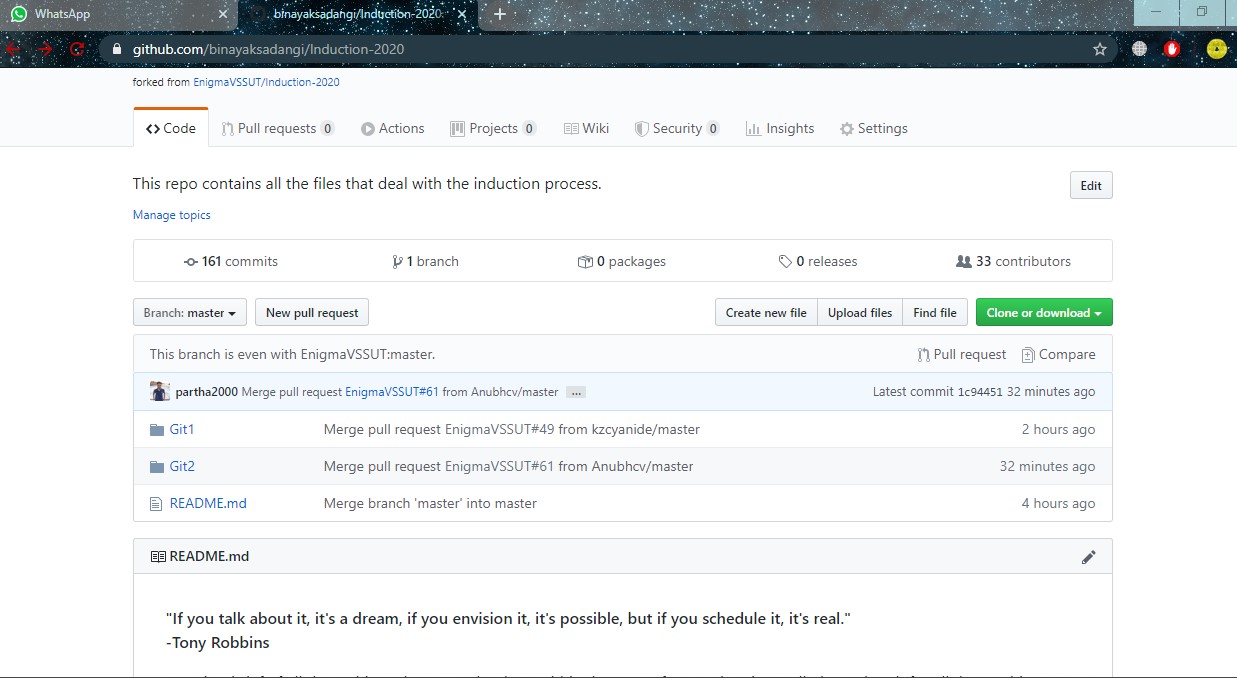 WhatsApp
binayaksadangi/Induction-2020:
github.com/binayaksadangi/Induction-2020
forked from EnigmaVSSUT/Induction-2020
Code Pull requests 0 Actions Projects 0 Wiki Security 0 Insights Settings
This repo contains all the files that deal with the induction process.
Edit
Manage topics
161 commits 1 branch 0 packages 0 releases 33 contributors
Branch: master New pull request Create new file Upload files Find file Clone or download
This branch is even with EnigmaVSSUT:master. Pull request Compare
partha2000 Merge pull request EnigmaVSSUT#61 from Anubhcv/master ... Latest commit 1c94451 32 minutes ago
Git1 Merge pull request EnigmaVSSUT#49 from kzcyanide/master 2 hours ago
Git2 Merge pull request EnigmaVSSUT#61 from Anubhcv/master 32 minutes ago
README.md Merge branch 'master' into master 4 hours ago
README.md
"If you talk about it, it's a dream, if you envision it, it's possible, but if you schedule it, it's real."
-Tony Robbins